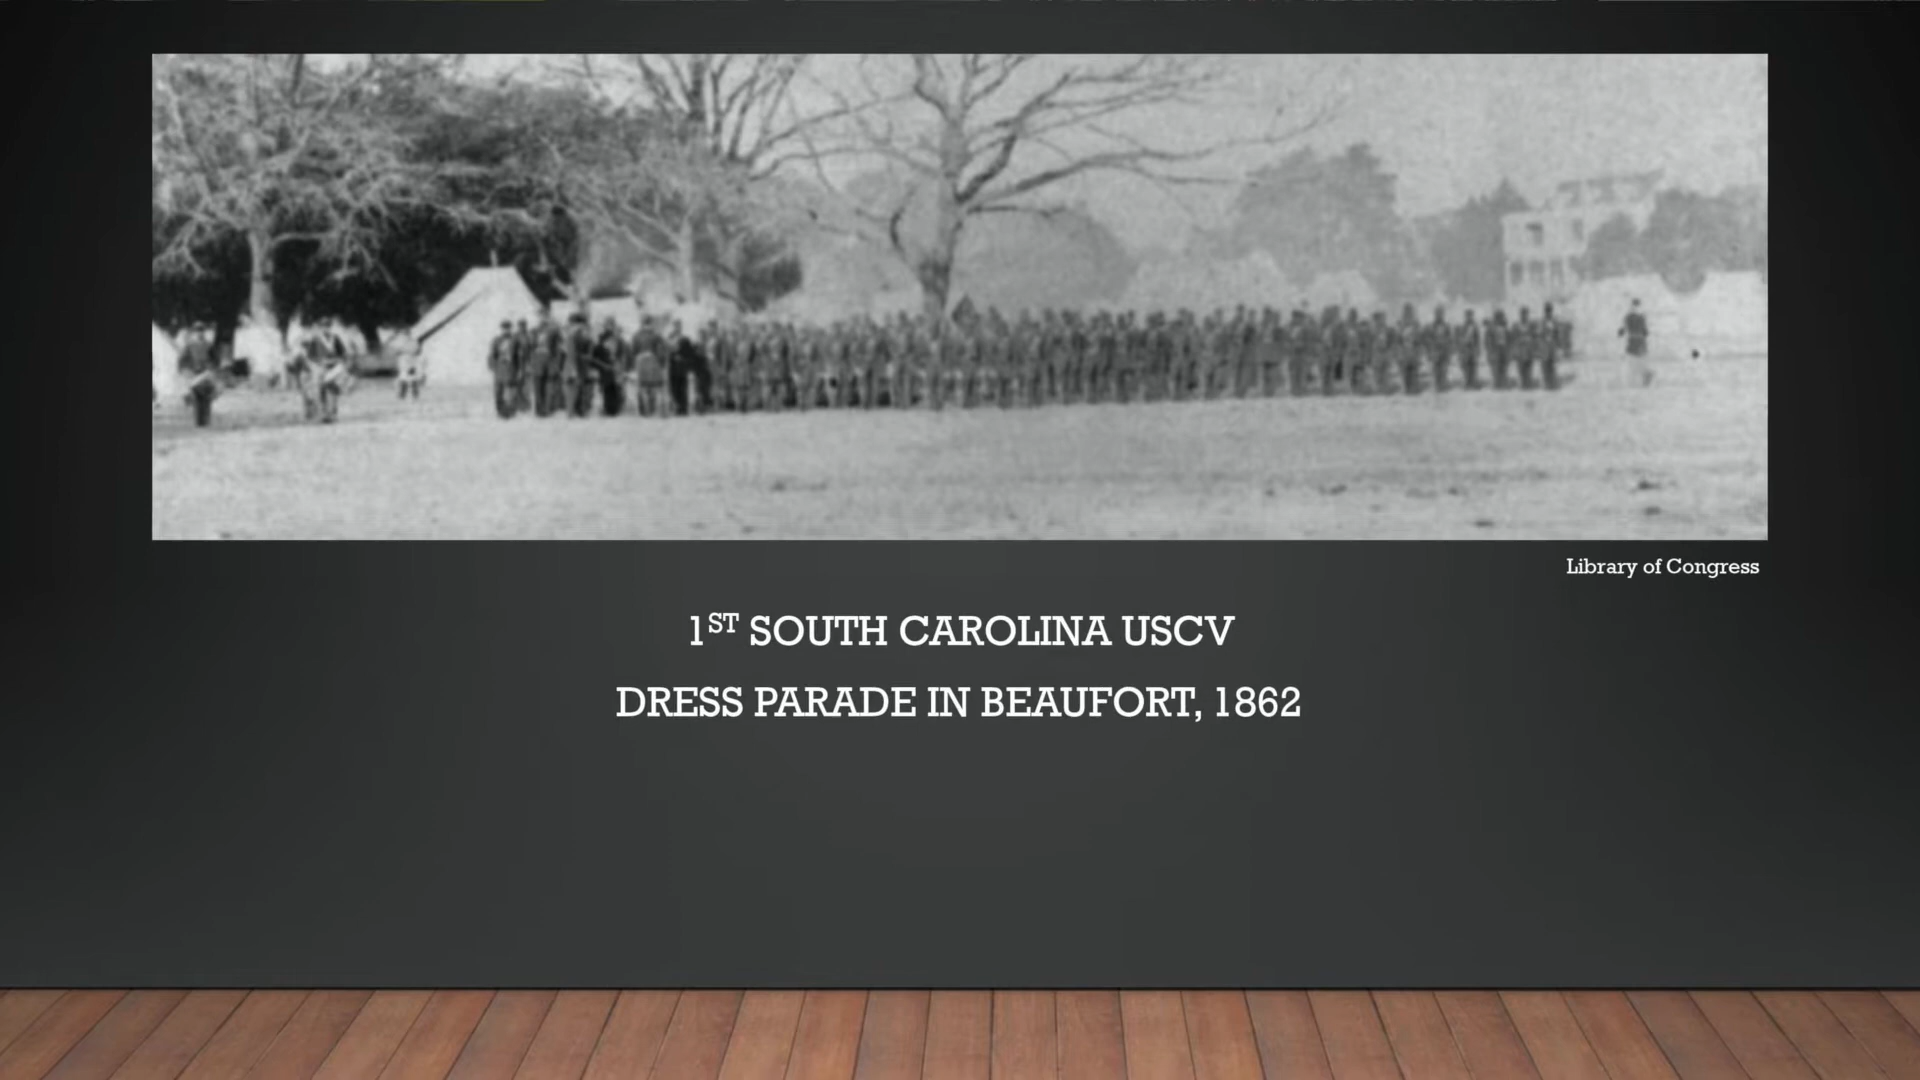 Library of Congress
1ST SOUTH CAROLINA USCV
DRESS PARADE IN BEAUFORT, 1862